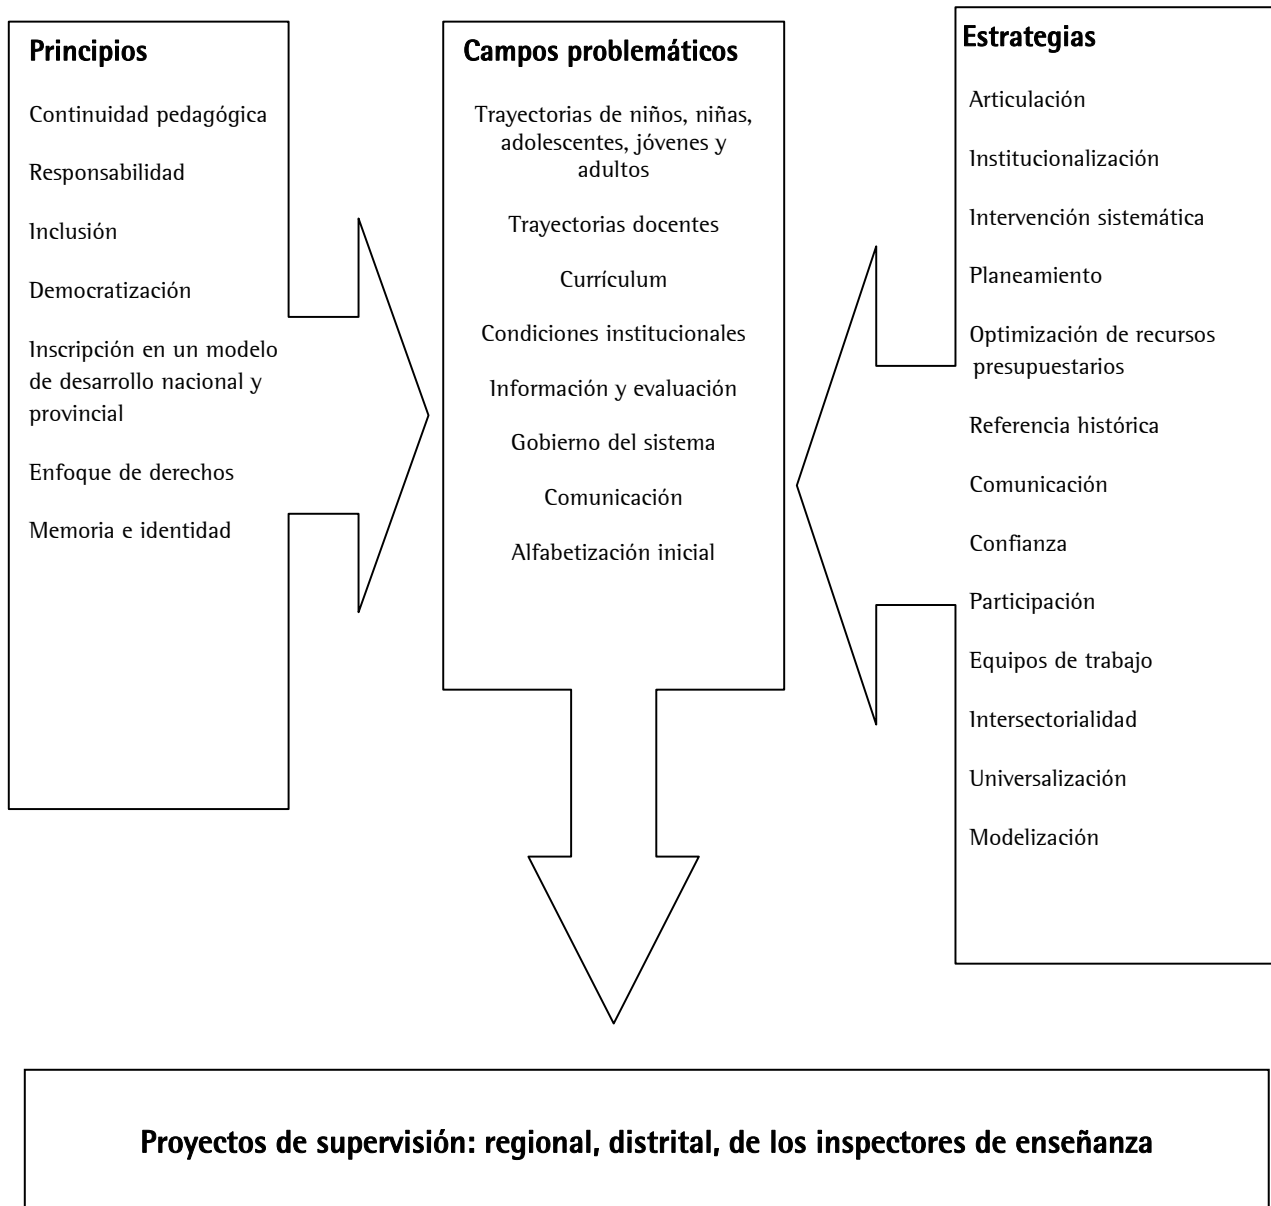 Principios
Continuidad pedagógica
Responsabilidad
Inclusión
Democratización
Inscripción en un modelo
de desarrollo nacional y
provincial
Enfoque de derechos
Memoria e identidad
Campos problemáticos
Trayectorias de niños, niñas,
adolescentes, jóvenes y
adultos
Trayectorias docentes
Currículum
Condiciones institucionales
Información y evaluación
Gobierno del sistema
Comunicación
Alfabetización inicial
Estrategias
Articulación
Institucionalización
Intervención sistemática
Planeamiento
Optimización de recursos
presupuestarios
Referencia histórica
Comunicación
Confianza
Participación
Equipos de trabajo
Intersectorialidad
Universalización
Modelización
Proyectos de supervisión: regional, distrital, de los inspectores de enseñanza